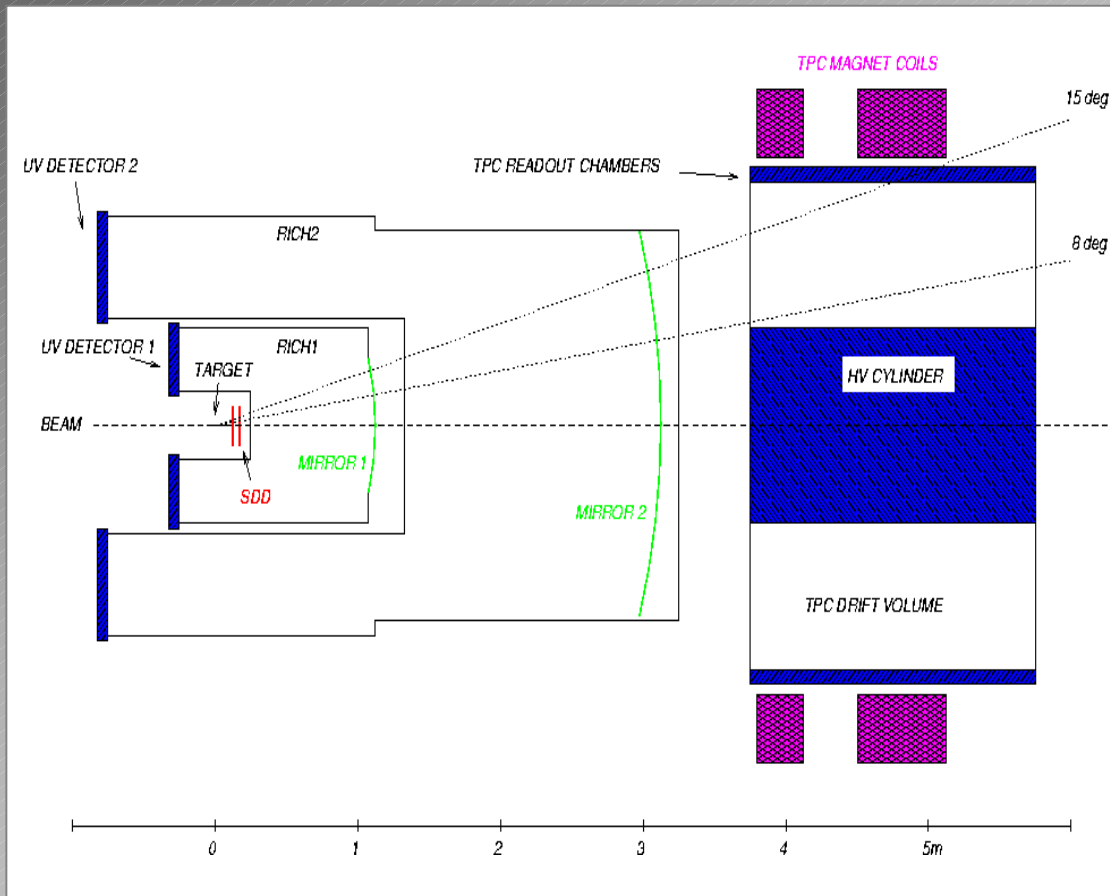 TPC MAGNET COILS
15 deg
UV DETECTOR 2
TPC READOUT CHAMBERS
RICH2
8 deg
UV DETECTOR 1
RICH1
TARGET
HV CYLINDER
BEAM
MIRROR 1
SDD
MIRROR 2
TPC DRIFT VOLUME
0 1 2 3 4 5m